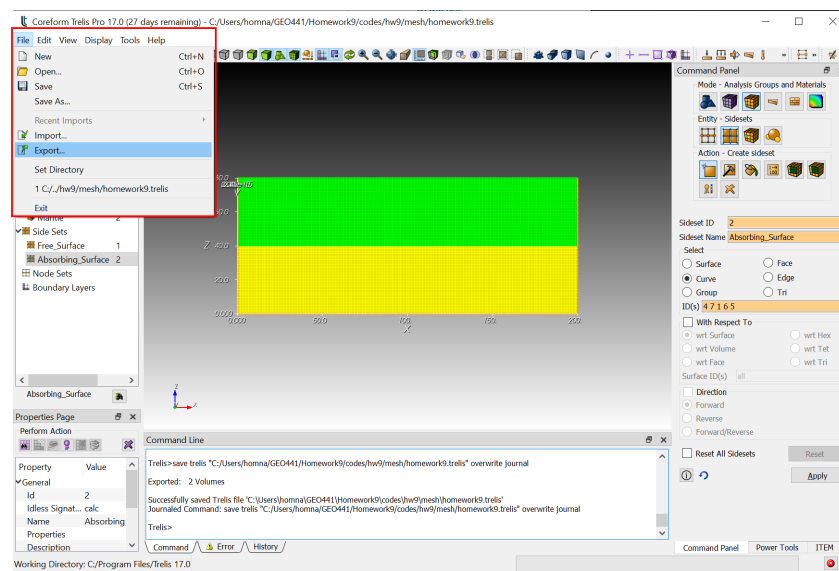 Coreform Trelis Pro 17.0 (27 days remaining) - C:/Users/homna/GEO441/Homework9/codes/hw9/mesh/homework9.trelis
File Edit View Display Tools Help
New Ctrl+N
Open... Ctrl+O
Save Ctrl+S
Save As...
Recent Imports
Import...
Export...
Set Directory
1 C:/../hw9/mesh/homework9.trelis
Exit
Mantle 2
Side Sets
Free_Surface 1
Absorbing_Surface 2
Node Sets
Boundary Layers
Absorbing_Surface
Properties Page
Perform Action
Property Value
General
Id 2
Idless Signat... calc
Name Absorbing
Properties
Description
Z 40.0
20.0
0.000
0.000 50.0 100. 150. 200.
X
Z
X
Command Line
Trelis>save trelis "C:/Users/homna/GEO441/Homework9/codes/hw9/mesh/homework9.trelis" overwrite journal
Exported: 2 Volumes
Successfully saved Trelis file 'C:\Users\homna\GEO441\Homework9\codes\hw9\mesh\homework9.trelis'
Journaled Command: save trelis "C:/Users/homna/GEO441/Homework9/codes/hw9/mesh/homework9.trelis" overwrite journal
Trelis>
Command Error History
Working Directory: C:/Program Files/Trelis 17.0
Command Panel
Mode - Analysis Groups and Materials
Entity - Sidesets
Action - Create sideset
Sideset ID 2
Sideset Name Absorbing_Surface
Select
Surface Face
Curve Edge
Group Tri
ID(s) 4 7 1 6 5
With Respect To
wrt Surface wrt Hex
wrt Volume wrt Tet
wrt Face wrt Tri
Surface ID(s) all
Direction
Forward
Reverse
Forward/Reverse
Reset All Sidesets Reset
Apply
Command Panel Power Tools ITEM